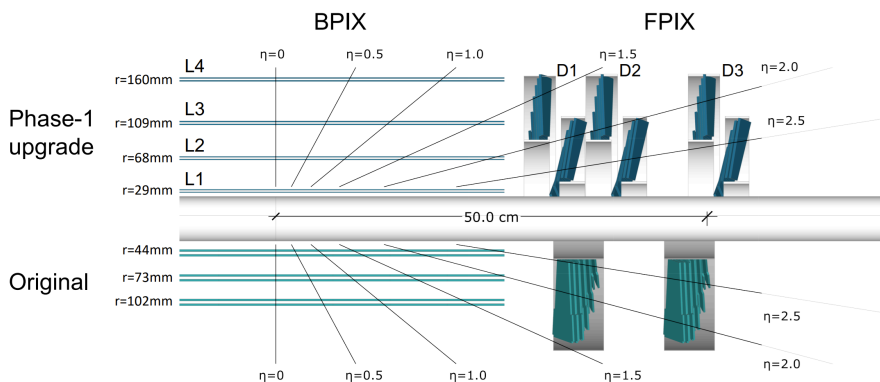 BPIX FPIX
η=0 η=0.5 η=1.0 η=1.5
L4 D1 D2 D3 η=2.0
r=160mm
L3
r=109mm
η=2.5
Phase-1
upgrade
L2
r=68mm
L1
r=29mm
50.0 cm
r=44mm
Original
r=73mm
r=102mm
η=2.5
η=2.0
η=0 η=0.5 η=1.0 η=1.5